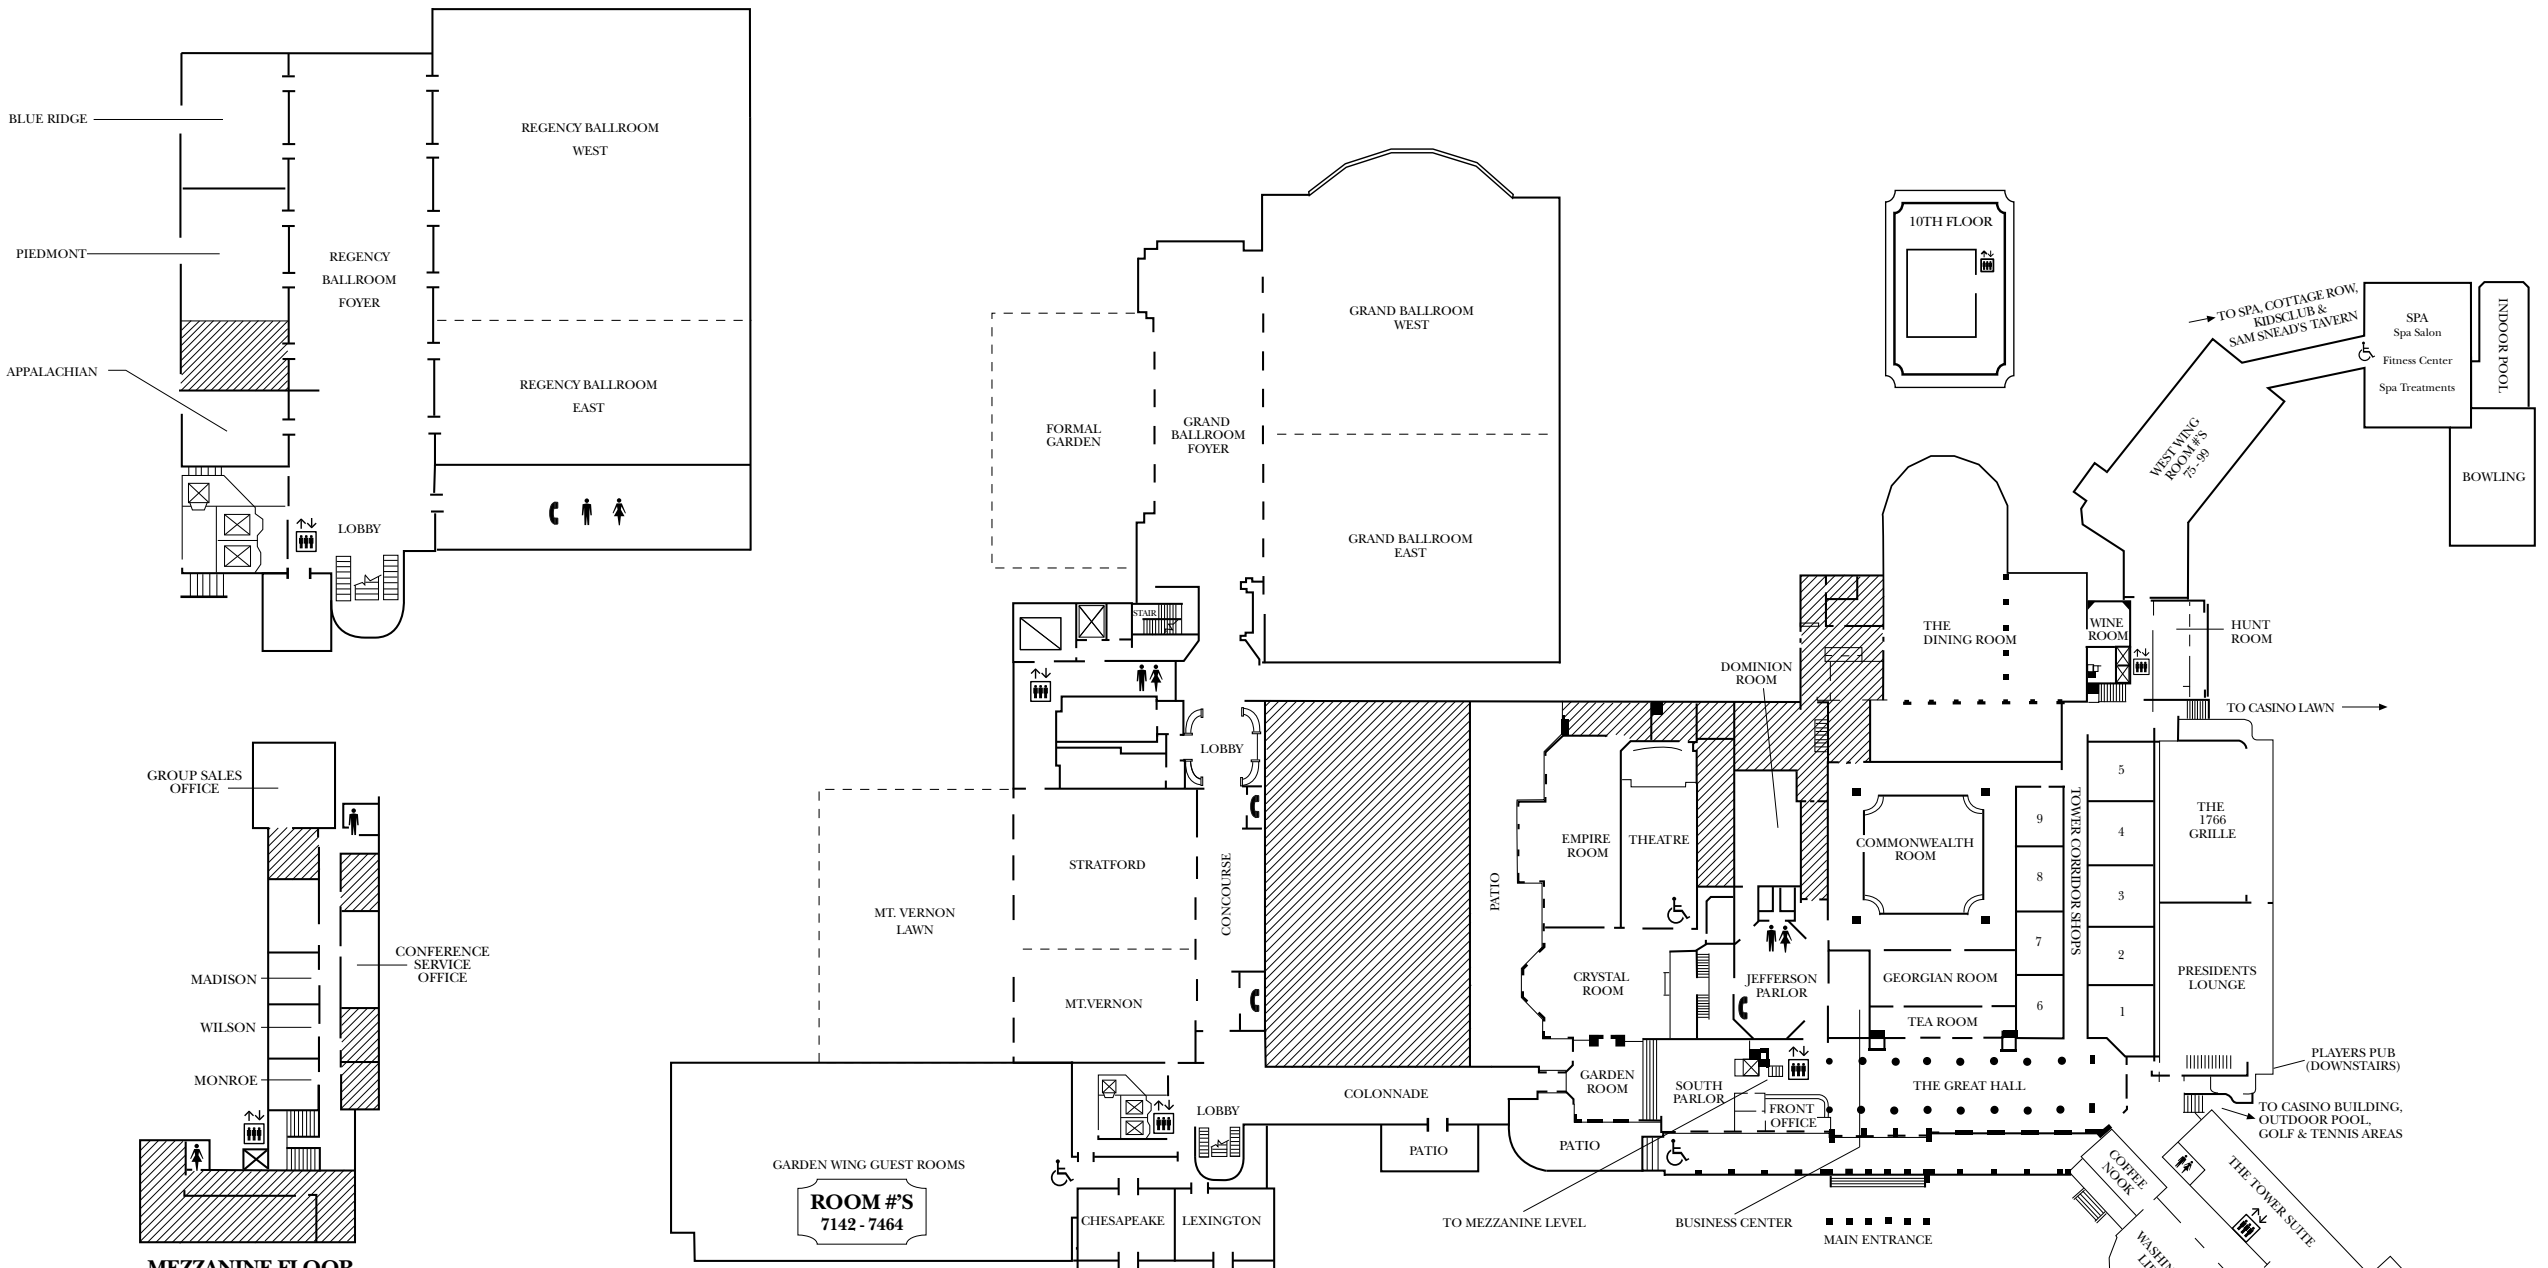 BLUE RIDGE
PIEDMONT
APPALACHIAN
REGENCY
BALLROOM
FOYER
REGENCY BALLROOM
WEST
REGENCY BALLROOM
EAST
LOBBY
GROUP SALES
OFFICE
CONFERENCE
SERVICE
OFFICE
MADISON
WILSON
MONROE
MEZZANINE FLOOR
FORMAL
GARDEN
GRAND
BALLROOM
FOYER
GRAND BALLROOM
WEST
GRAND BALLROOM
EAST
STAIR
LOBBY
MT. VERNON
LAWN
STRATFORD
MT.VERNON
CONCOURSE
GARDEN WING GUEST ROOMS
ROOM #'S
7142 - 7464
LOBBY
CHESAPEAKE
LEXINGTON
COLONNADE
PATIO
PATIO
PATIO
EMPIRE
ROOM
THEATRE
CRYSTAL
ROOM
GARDEN
ROOM
DOMINION
ROOM
JEFFERSON
PARLOR
SOUTH
PARLOR
FRONT
OFFICE
TO MEZZANINE LEVEL
BUSINESS CENTER
MAIN ENTRANCE
10TH FLOOR
THE
DINING ROOM
WINE
ROOM
HUNT
ROOM
TO CASINO LAWN
COMMONWEALTH
ROOM
GEORGIAN ROOM
TEA ROOM
THE GREAT HALL
9
8
7
6
TOWER CORRIDOR SHOPS
5
4
3
2
1
THE
1766
GRILLE
PRESIDENTS
LOUNGE
PLAYERS PUB
(DOWNSTAIRS)
TO CASINO BUILDING,
OUTDOOR POOL,
GOLF & TENNIS AREAS
COFFEE
NOOK
THE TOWER SUITE
WEST WING
ROOM #'S
75 - 99
TO SPA, COTTAGE ROW,
KIDSCLUB &
SAM SNEAD'S TAVERN
SPA
Spa Salon
Fitness Center
Spa Treatments
INDOOR POOL
BOWLING